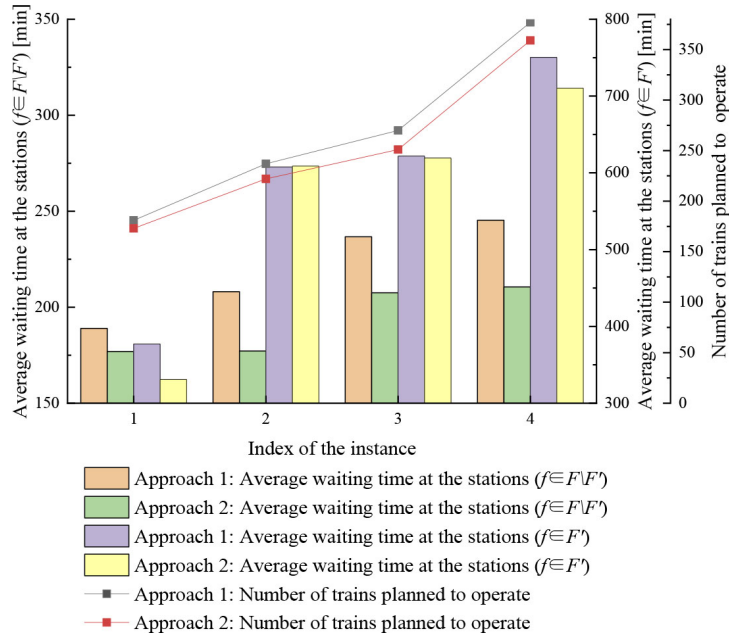 Average waiting time at the stations (f∈F\F') [min]
350
300
250
200
150
1
2
3
4
Index of the instance
800
700
600
500
400
300
Average waiting time at the stations (f∈F') [min]
350
300
250
200
150
100
50
0
Number of trains planned to operate
Approach 1: Average waiting time at the stations (f∈F\F')
Approach 2: Average waiting time at the stations (f∈F\F')
Approach 1: Average waiting time at the stations (f∈F')
Approach 2: Average waiting time at the stations (f∈F')
Approach 1: Number of trains planned to operate
Approach 2: Number of trains planned to operate